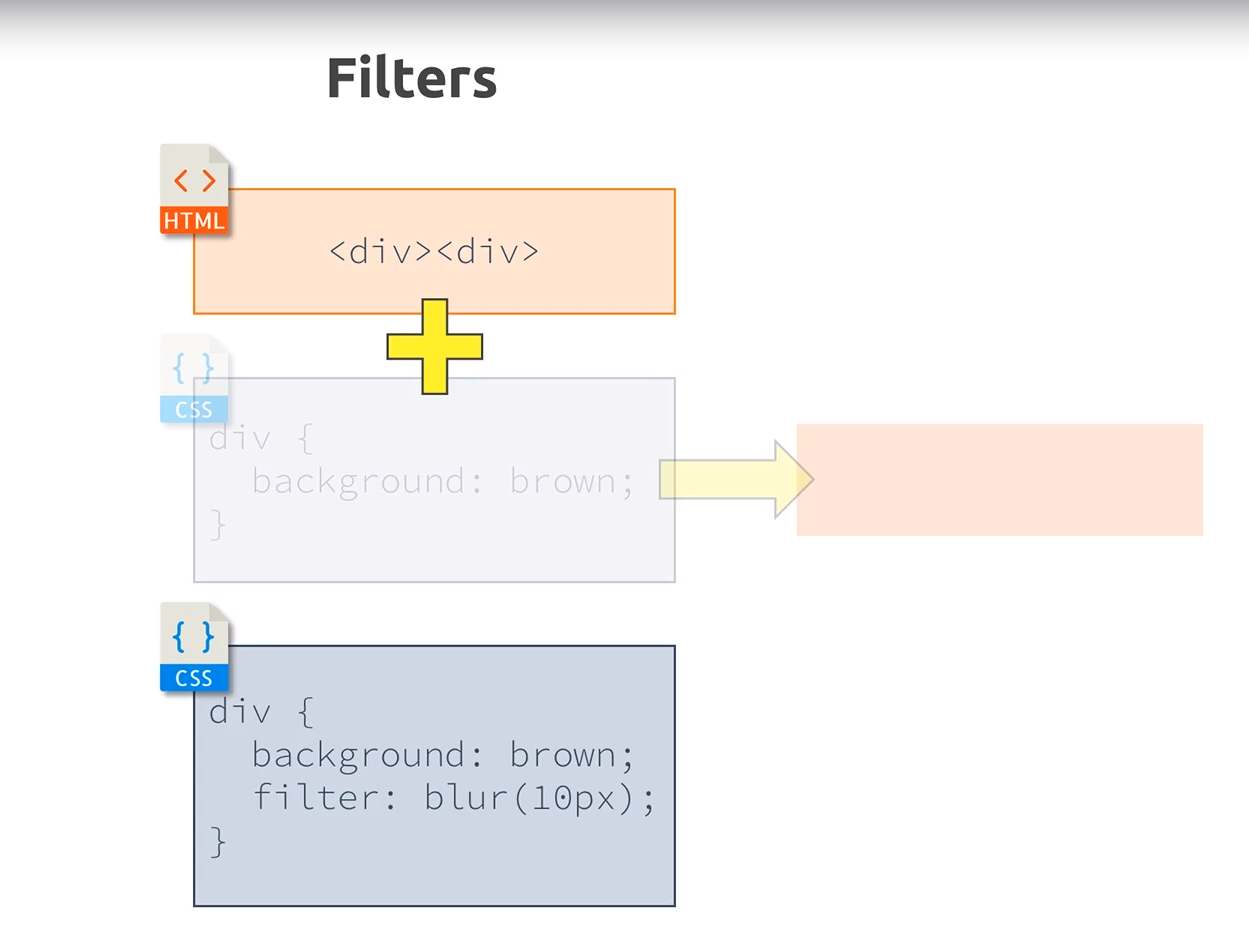 Filters
< >
HTML
<div><div>
{ }
CSS
div {
  background: brown;
}
{ }
CSS
div {
  background: brown;
  filter: blur(10px);
}